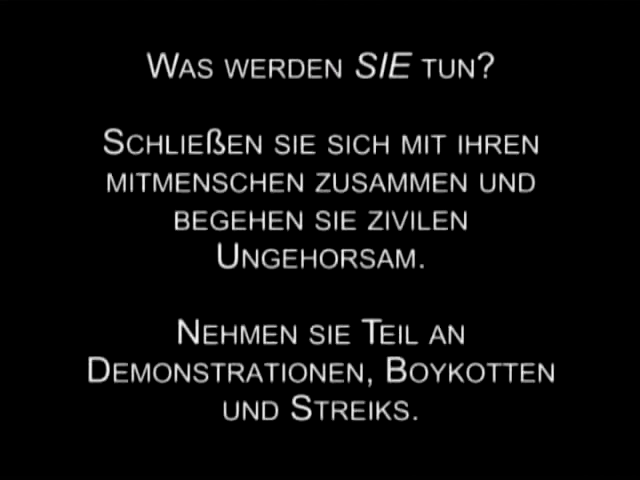 Was werden SIE tun?
Schließen sie sich mit ihren
mitmenschen zusammen und
begehen sie zivilen
Ungehorsam.
Nehmen sie Teil an
Demonstrationen, Boykotten
und Streiks.